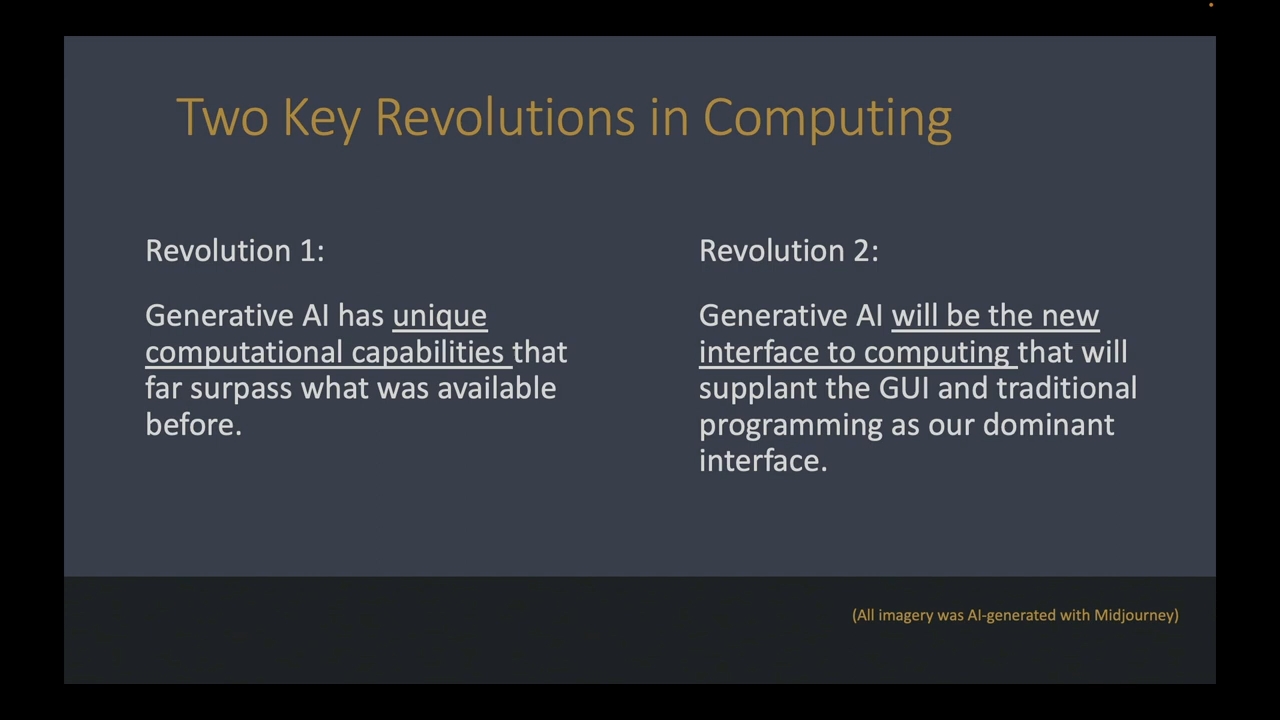 Two Key Revolutions in Computing
Revolution 1:
Generative AI has unique
computational capabilities that
far surpass what was available
before.
Revolution 2:
Generative AI will be the new
interface to computing that will
supplant the GUI and traditional
programming as our dominant
interface.
(All imagery was AI-generated with Midjourney)